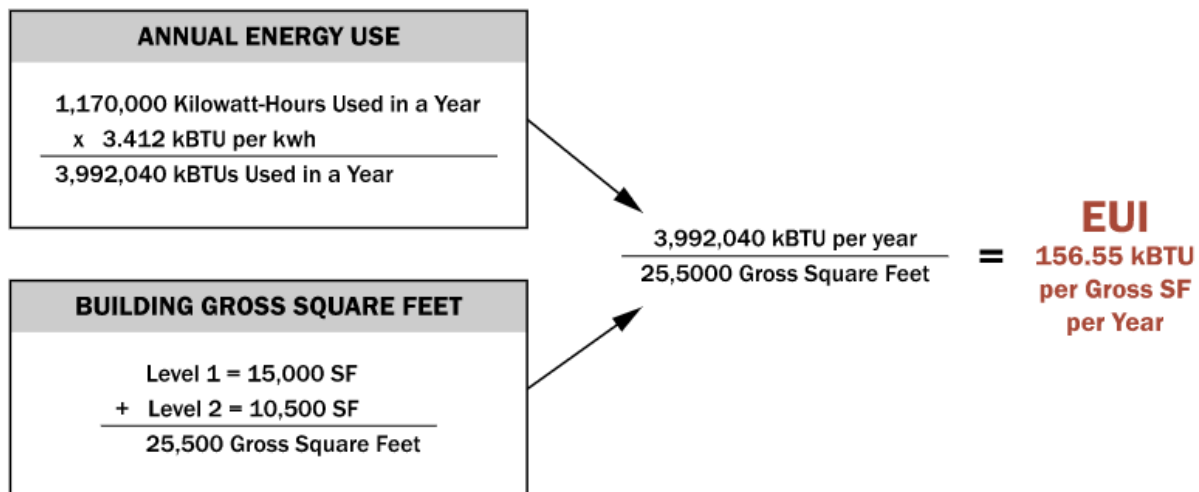 ANNUAL ENERGY USE
1,170,000 Kilowatt-Hours Used in a Year
x 3.412 kBTU per kwh
3,992,040 kBTUs Used in a Year
BUILDING GROSS SQUARE FEET
Level 1 = 15,000 SF
+ Level 2 = 10,500 SF
25,500 Gross Square Feet
3,992,040 kBTU per year
25,5000 Gross Square Feet
=
EUI
156.55 kBTU
per Gross SF
per Year